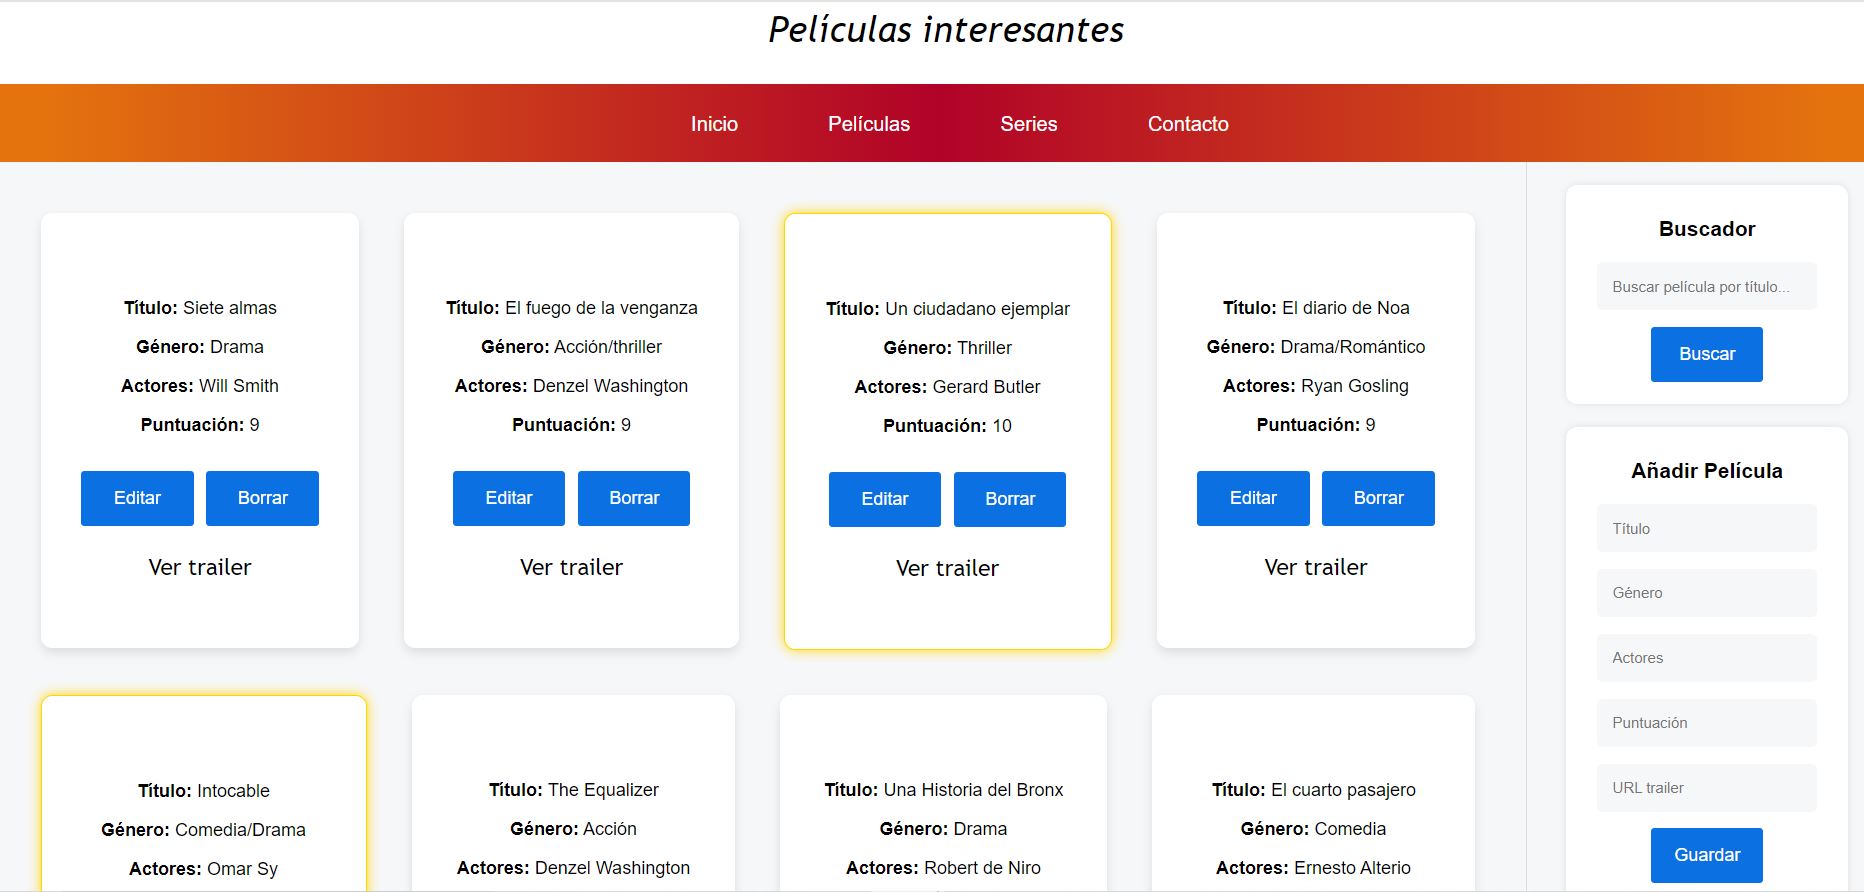 Películas interesantes
Inicio
Películas
Series
Contacto
Título: Siete almas
Género: Drama
Actores: Will Smith
Puntuación: 9
Editar
Borrar
Ver trailer
Título: El fuego de la venganza
Género: Acción/thriller
Actores: Denzel Washington
Puntuación: 9
Editar
Borrar
Ver trailer
Título: Un ciudadano ejemplar
Género: Thriller
Actores: Gerard Butler
Puntuación: 10
Editar
Borrar
Ver trailer
Título: El diario de Noa
Género: Drama/Romántico
Actores: Ryan Gosling
Puntuación: 9
Editar
Borrar
Ver trailer
Título: Intocable
Género: Comedia/Drama
Actores: Omar Sy
Título: The Equalizer
Género: Acción
Actores: Denzel Washington
Título: Una Historia del Bronx
Género: Drama
Actores: Robert de Niro
Título: El cuarto pasajero
Género: Comedia
Actores: Ernesto Alterio
Buscador
Buscar película por título...
Buscar
Añadir Película
Título
Género
Actores
Puntuación
URL trailer
Guardar